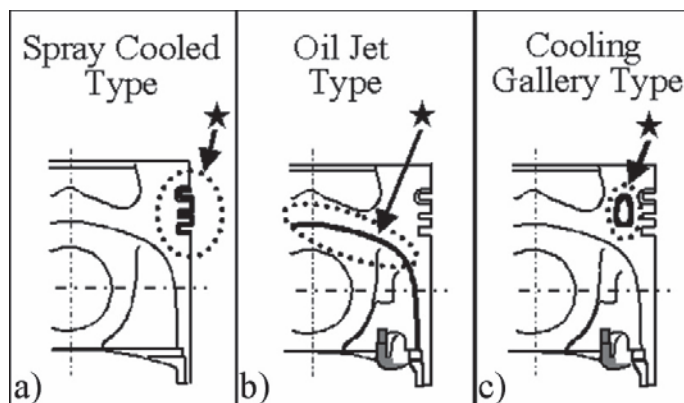 Spray Cooled
Type
a)
Oil Jet
Type
b)
Cooling
Gallery Type
c)